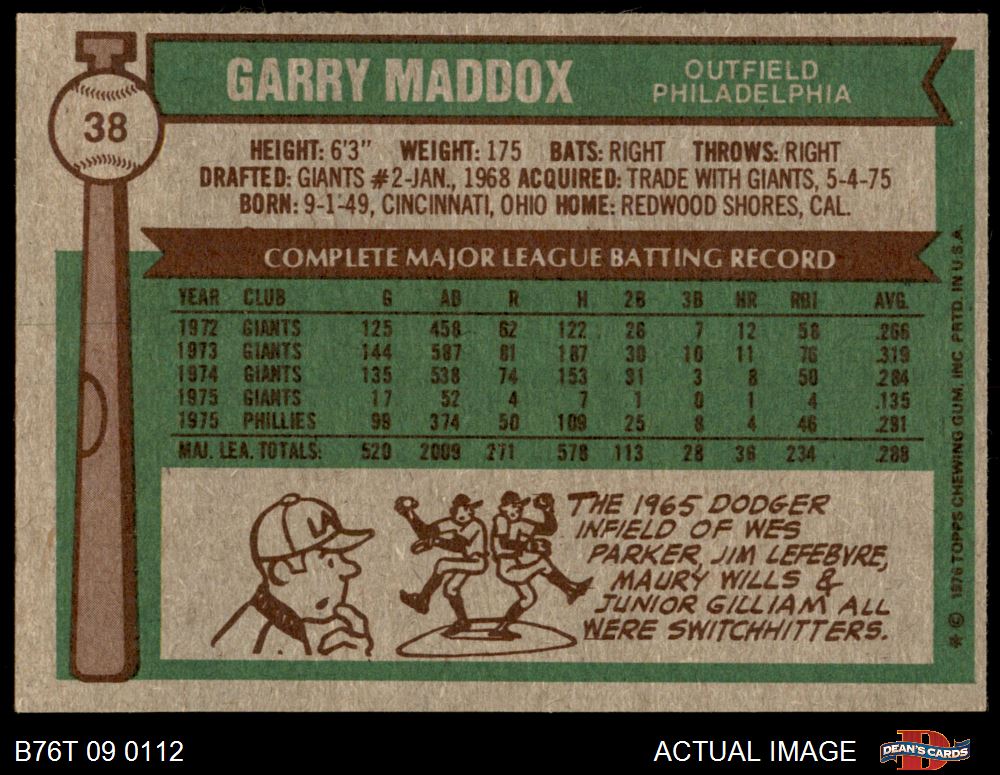 38
GARRY MADDOX
OUTFIELD
PHILADELPHIA
HEIGHT: 6'3" WEIGHT: 175 BATS: RIGHT THROWS: RIGHT
DRAFTED: GIANTS #2-JAN., 1968 ACQUIRED: TRADE WITH GIANTS, 5-4-75
BORN: 9-1-49, CINCINNATI, OHIO HOME: REDWOOD SHORES, CAL.
COMPLETE MAJOR LEAGUE BATTING RECORD
YEAR CLUB G AB R H 2B 3B HR RBI AVG.
1972 GIANTS 125 458 62 122 26 7 12 58 .266
1973 GIANTS 144 587 81 187 30 10 11 76 .319
1974 GIANTS 135 538 74 153 31 3 8 50 .284
1975 GIANTS 17 52 4 7 1 0 1 4 .135
1975 PHILLIES 99 374 50 109 25 8 4 46 .291
MAJ. LEA. TOTALS: 520 2009 271 578 113 28 36 234 .288
THE 1965 DODGER
INFIELD OF WES
PARKER, JIM LEFEBVRE,
MAURY WILLS &
JUNIOR GILLIAM ALL
WERE SWITCHHITTERS.
LA
* © 1976 TOPPS CHEWING GUM, INC. PRTD. IN U.S.A.
B76T 09 0112
ACTUAL IMAGE
D
DEAN'S CARDS